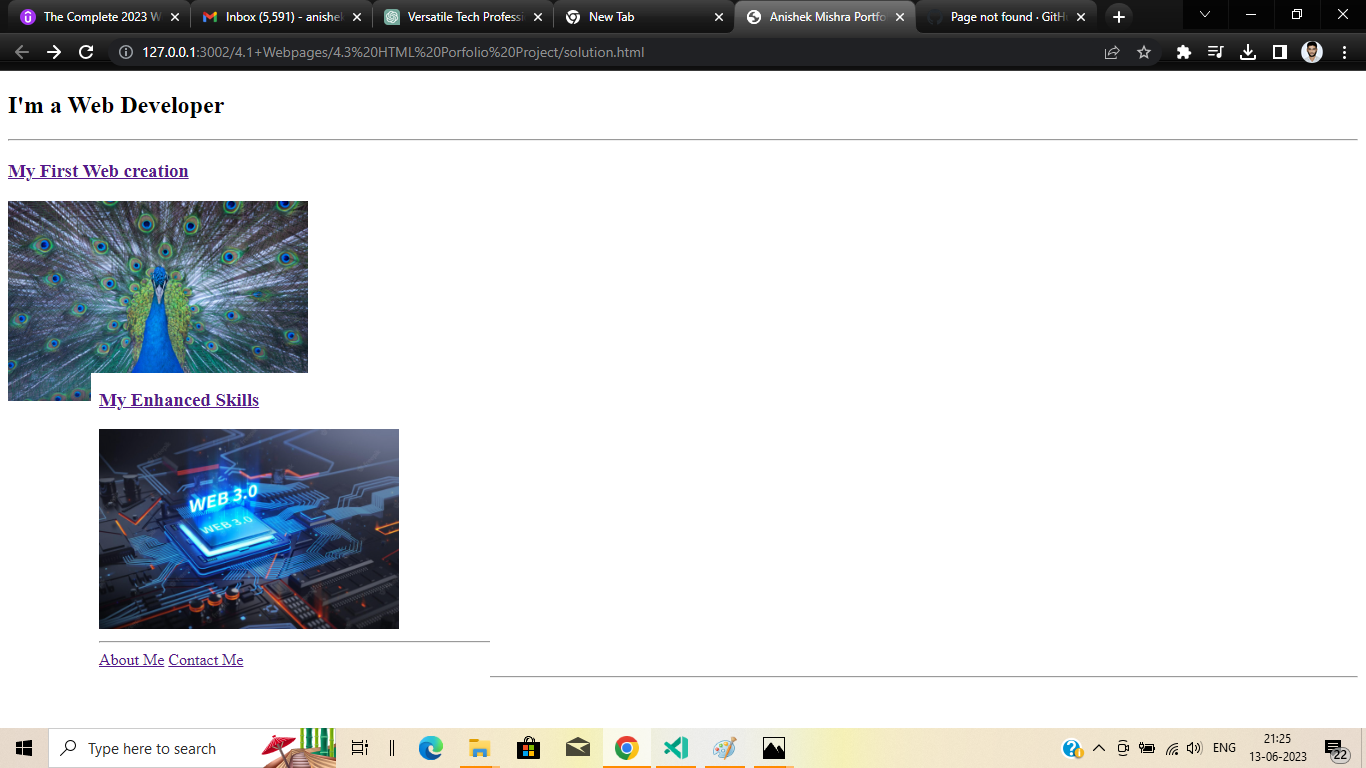 The Complete 2023 W
Inbox (5,591) - anishek
Versatile Tech Professi
New Tab
Anishek Mishra Portfo
Page not found · GitH
127.0.0.1:3002/4.1+Webpages/4.3%20HTML%20Porfolio%20Project/solution.html
I'm a Web Developer
My First Web creation
My Enhanced Skills
WEB 3.0
WEB 3.0
About Me Contact Me
Type here to search
ENG
21:25
13-06-2023
22